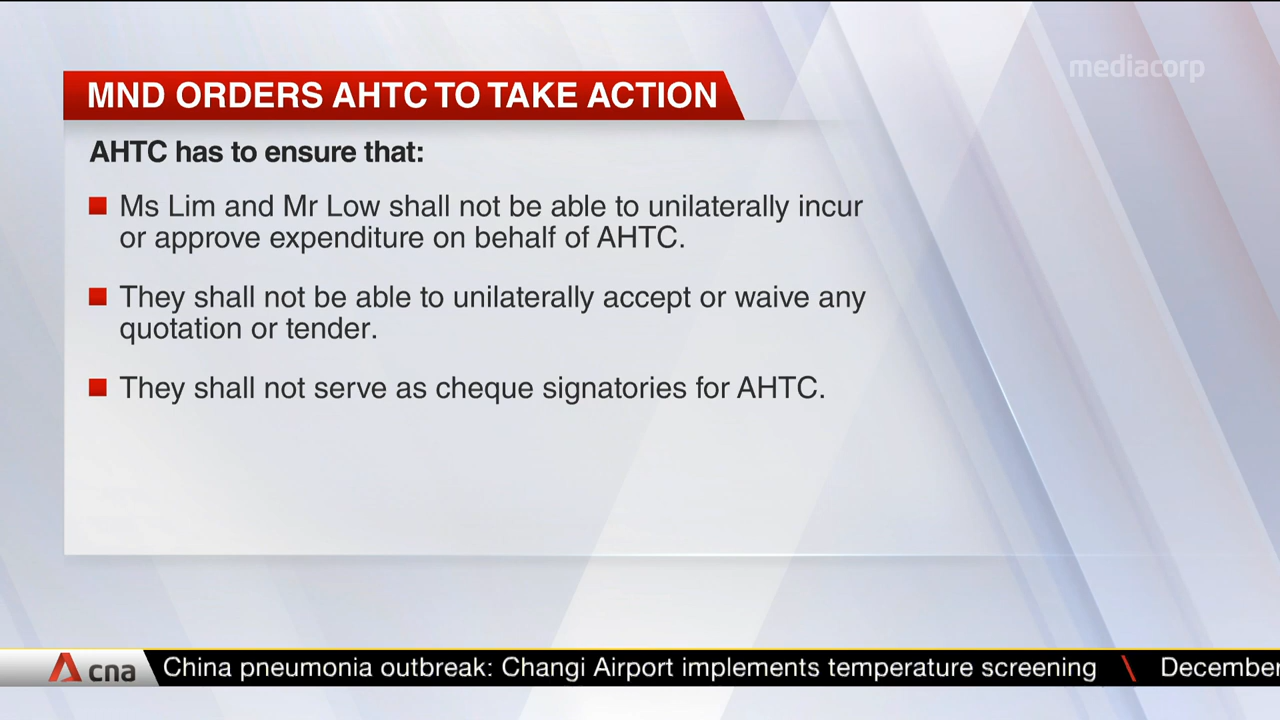 mediacorp
MND ORDERS AHTC TO TAKE ACTION
AHTC has to ensure that:
Ms Lim and Mr Low shall not be able to unilaterally incur
or approve expenditure on behalf of AHTC.
They shall not be able to unilaterally accept or waive any
quotation or tender.
They shall not serve as cheque signatories for AHTC.
cna China pneumonia outbreak: Changi Airport implements temperature screening \ December